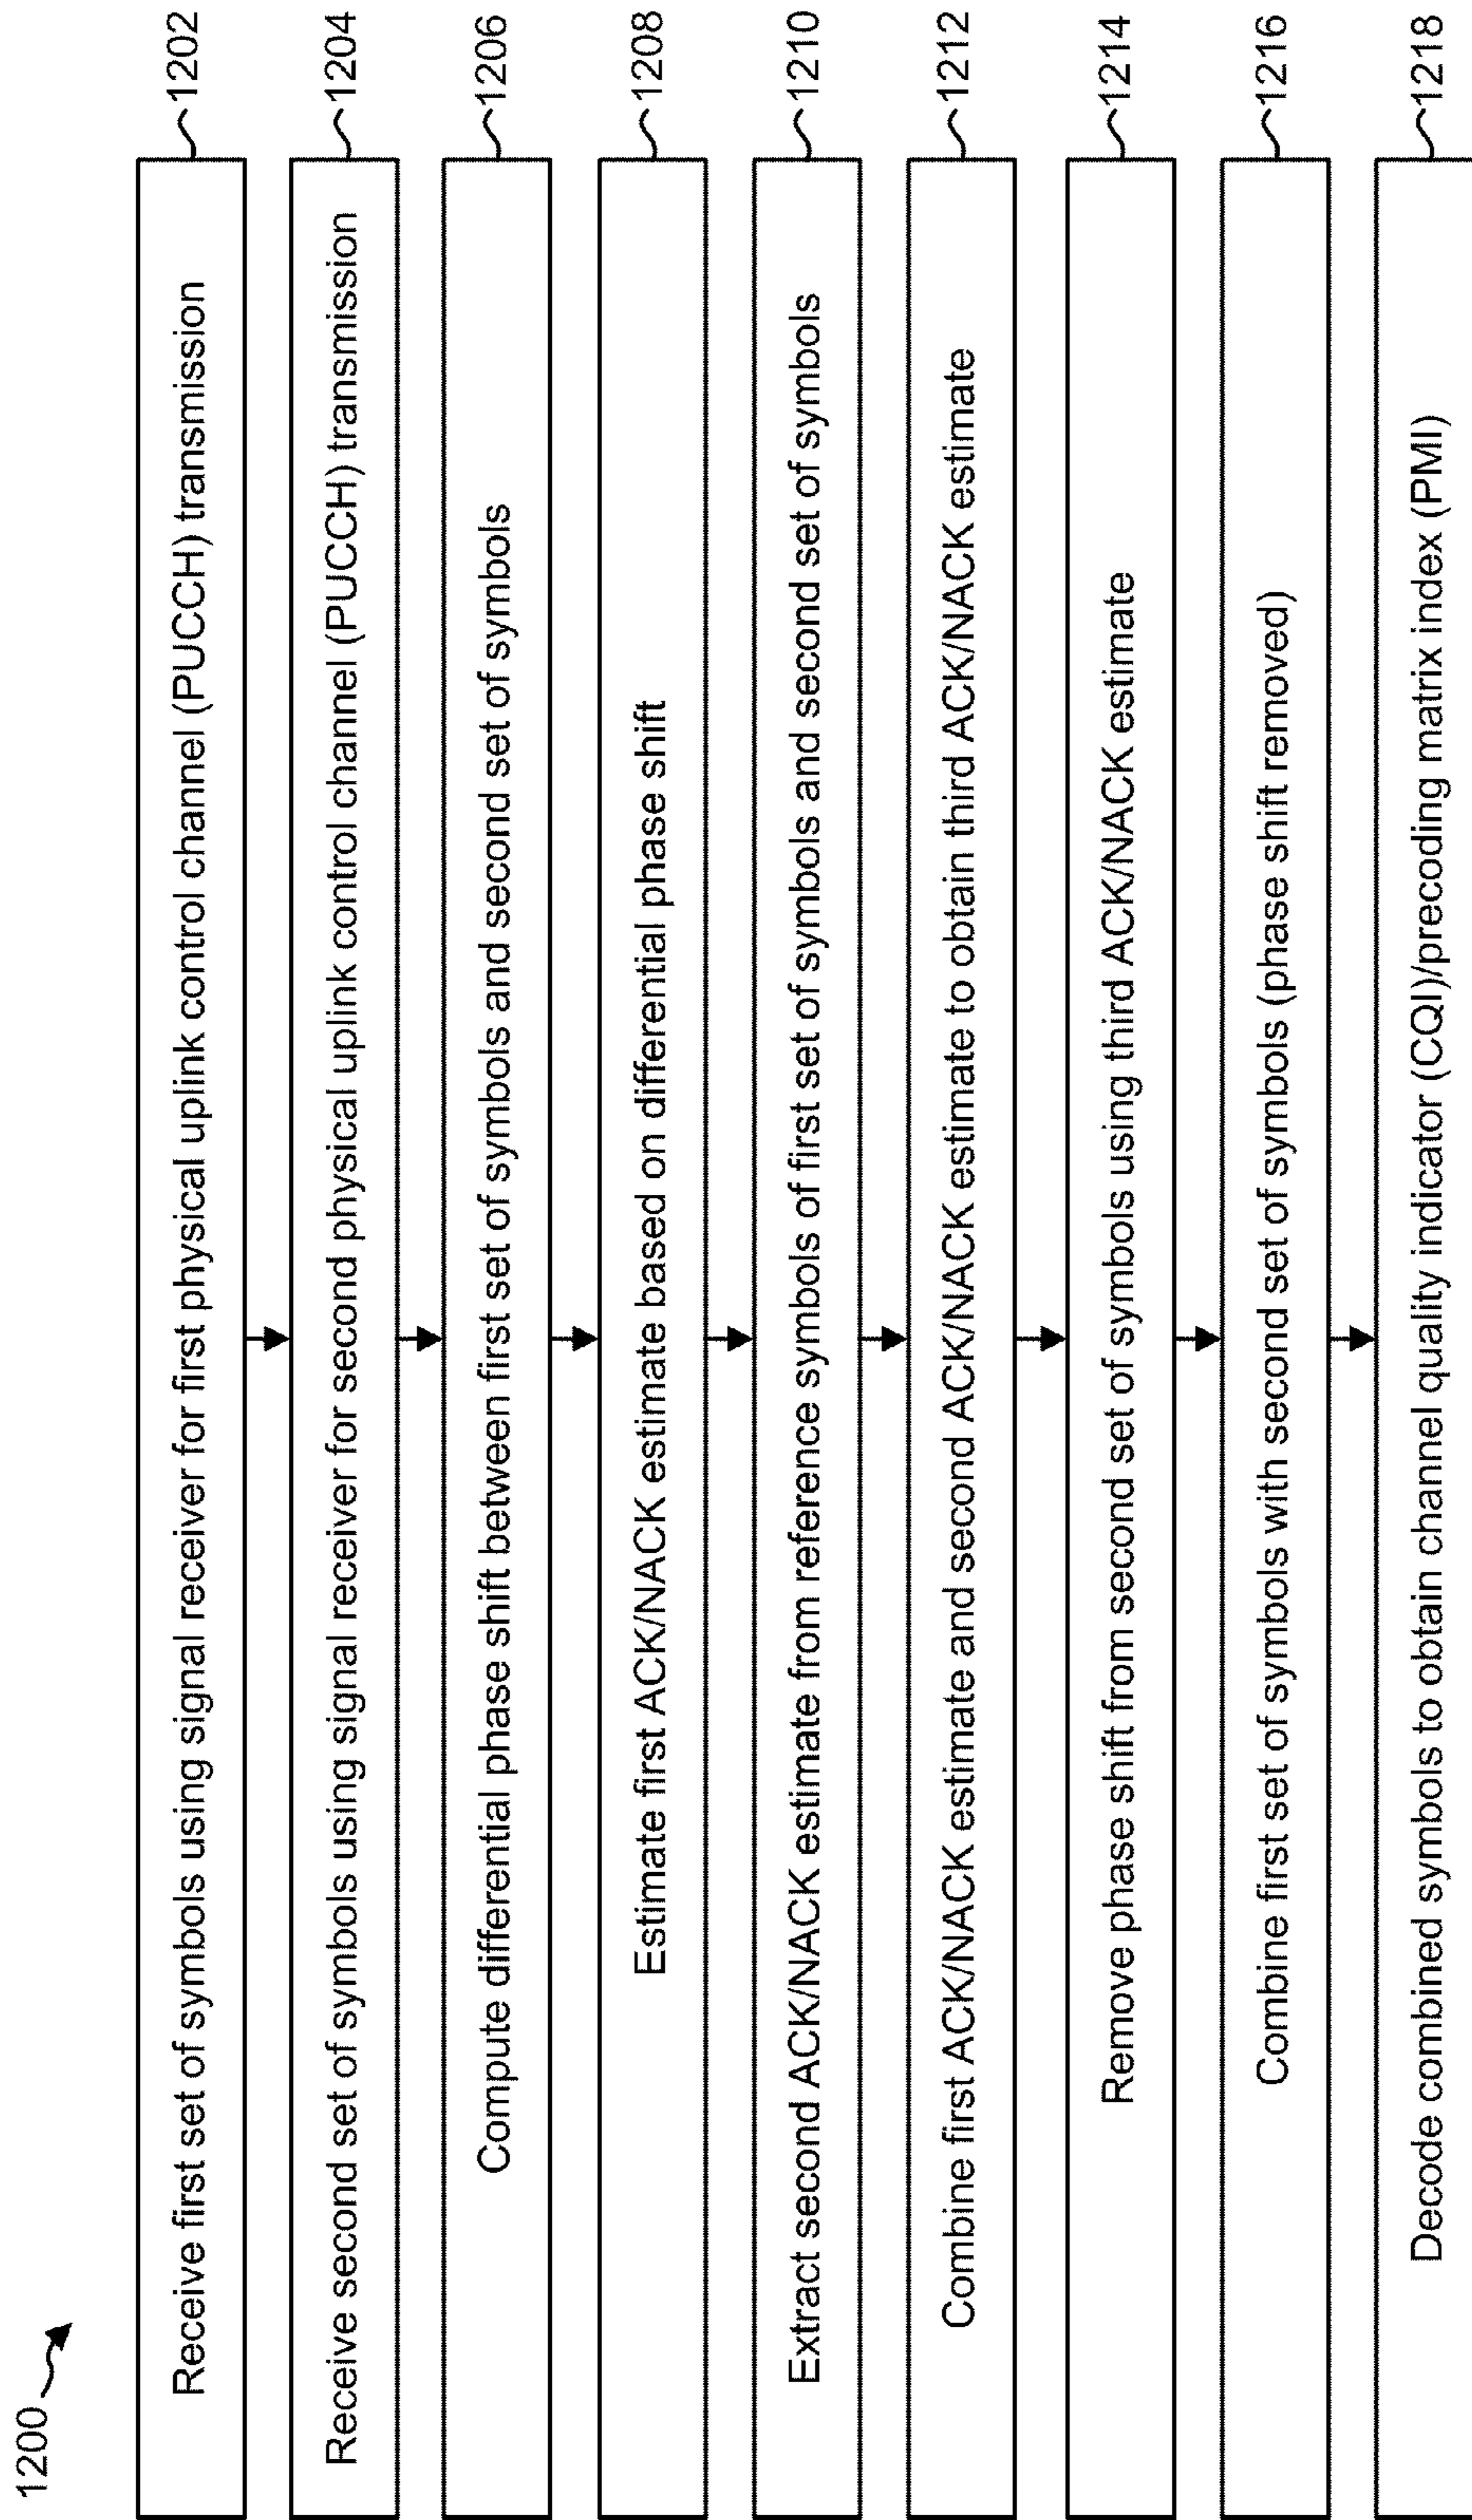 1200
Receive first set of symbols using signal receiver for first physical uplink control channel (PUCCH) transmission
1202
Receive second set of symbols using signal receiver for second physical uplink control channel (PUCCH) transmission
1204
Compute differential phase shift between first set of symbols and second set of symbols
1206
Estimate first ACK/NACK estimate based on differential phase shift
1208
Extract second ACK/NACK estimate from reference symbols of first set of symbols and second set of symbols
1210
Combine first ACK/NACK estimate and second ACK/NACK estimate to obtain third ACK/NACK estimate
1212
Remove phase shift from second set of symbols using third ACK/NACK estimate
1214
Combine first set of symbols with second set of symbols (phase shift removed)
1216
Decode combined symbols to obtain channel quality indicator (CQI)/precoding matrix index (PMI)
1218